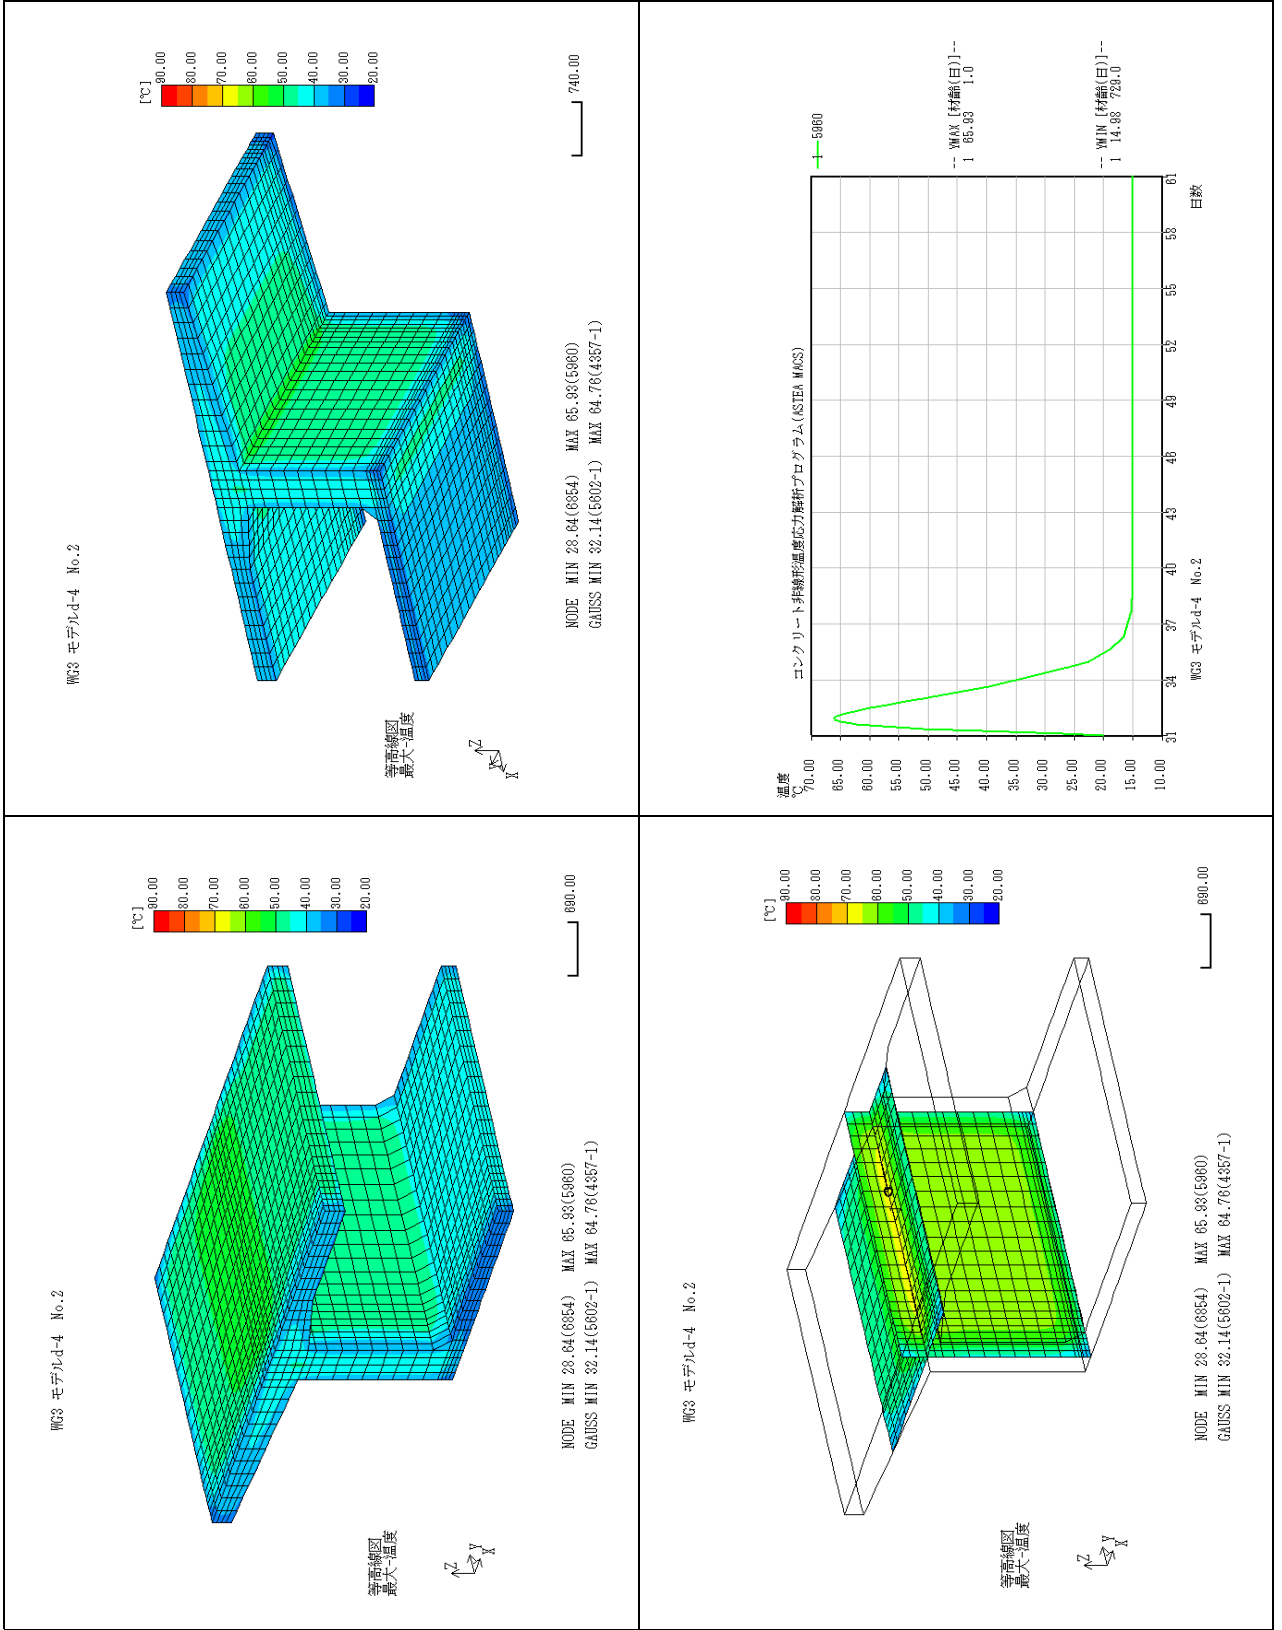 WG3 モデルd-4 No.2
[℃]
90.00
80.00
70.00
60.00
50.00
40.00
30.00
20.00
690.00
等高線図
最大-温度
Z
Y
X
NODE MIN 28.64(6854) MAX 65.93(5960)
GAUSS MIN 32.14(5602-1) MAX 64.76(4357-1)
WG3 モデルd-4 No.2
[℃]
90.00
80.00
70.00
60.00
50.00
40.00
30.00
20.00
740.00
等高線図
最大-温度
Z
Y
X
NODE MIN 28.64(6854) MAX 65.93(5960)
GAUSS MIN 32.14(5602-1) MAX 64.76(4357-1)
WG3 モデルd-4 No.2
[℃]
90.00
80.00
70.00
60.00
50.00
40.00
30.00
20.00
690.00
等高線図
最大-温度
Z
Y
X
NODE MIN 28.64(6854) MAX 65.93(5960)
GAUSS MIN 32.14(5602-1) MAX 64.76(4357-1)
コンクリート非線形温度応力解析プログラム(ASTEA MACS)
温度
℃
70.00
65.00
60.00
55.00
50.00
45.00
40.00
35.00
30.00
25.00
20.00
15.00
10.00
31
34
37
40
43
46
49
52
55
58
61
日数
WG3 モデルd-4 No.2
1 5960
-- YMAX [材齢(日)]--
1 65.93 1.0
-- YMIN [材齢(日)]--
1 14.98 729.0